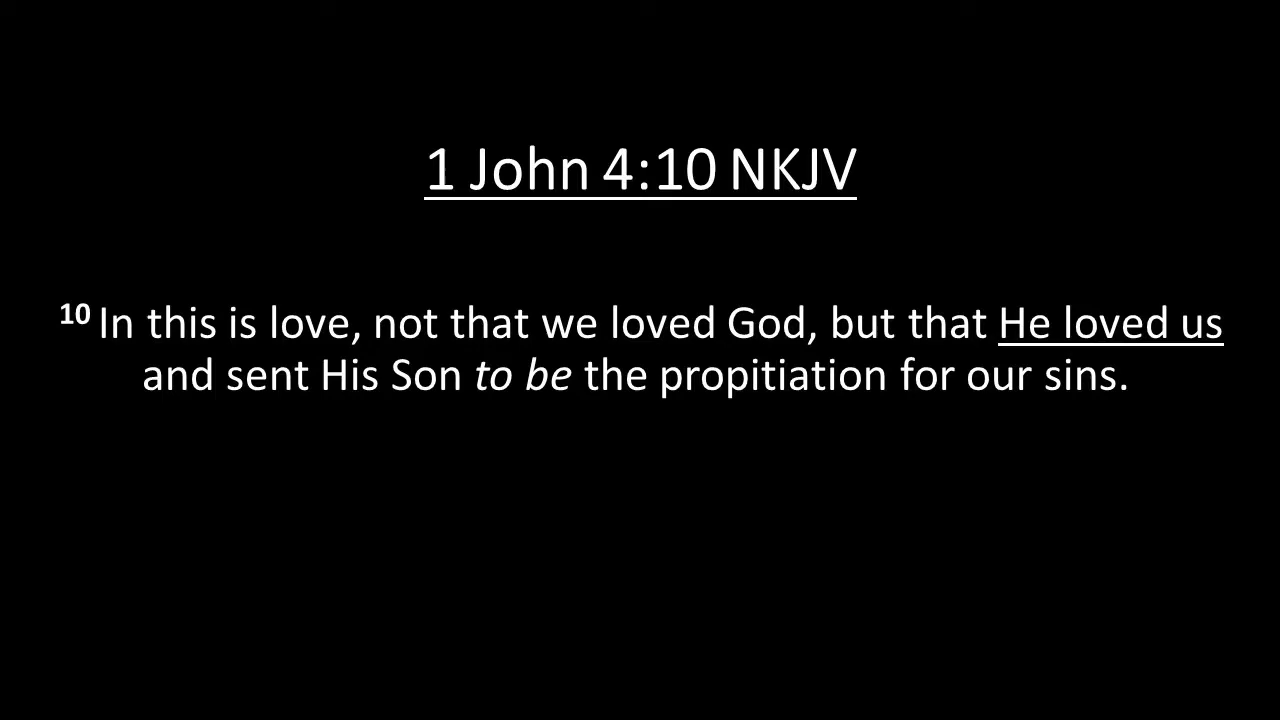 1 John 4:10 NKJV
10 In this is love, not that we loved God, but that He loved us
and sent His Son to be the propitiation for our sins.